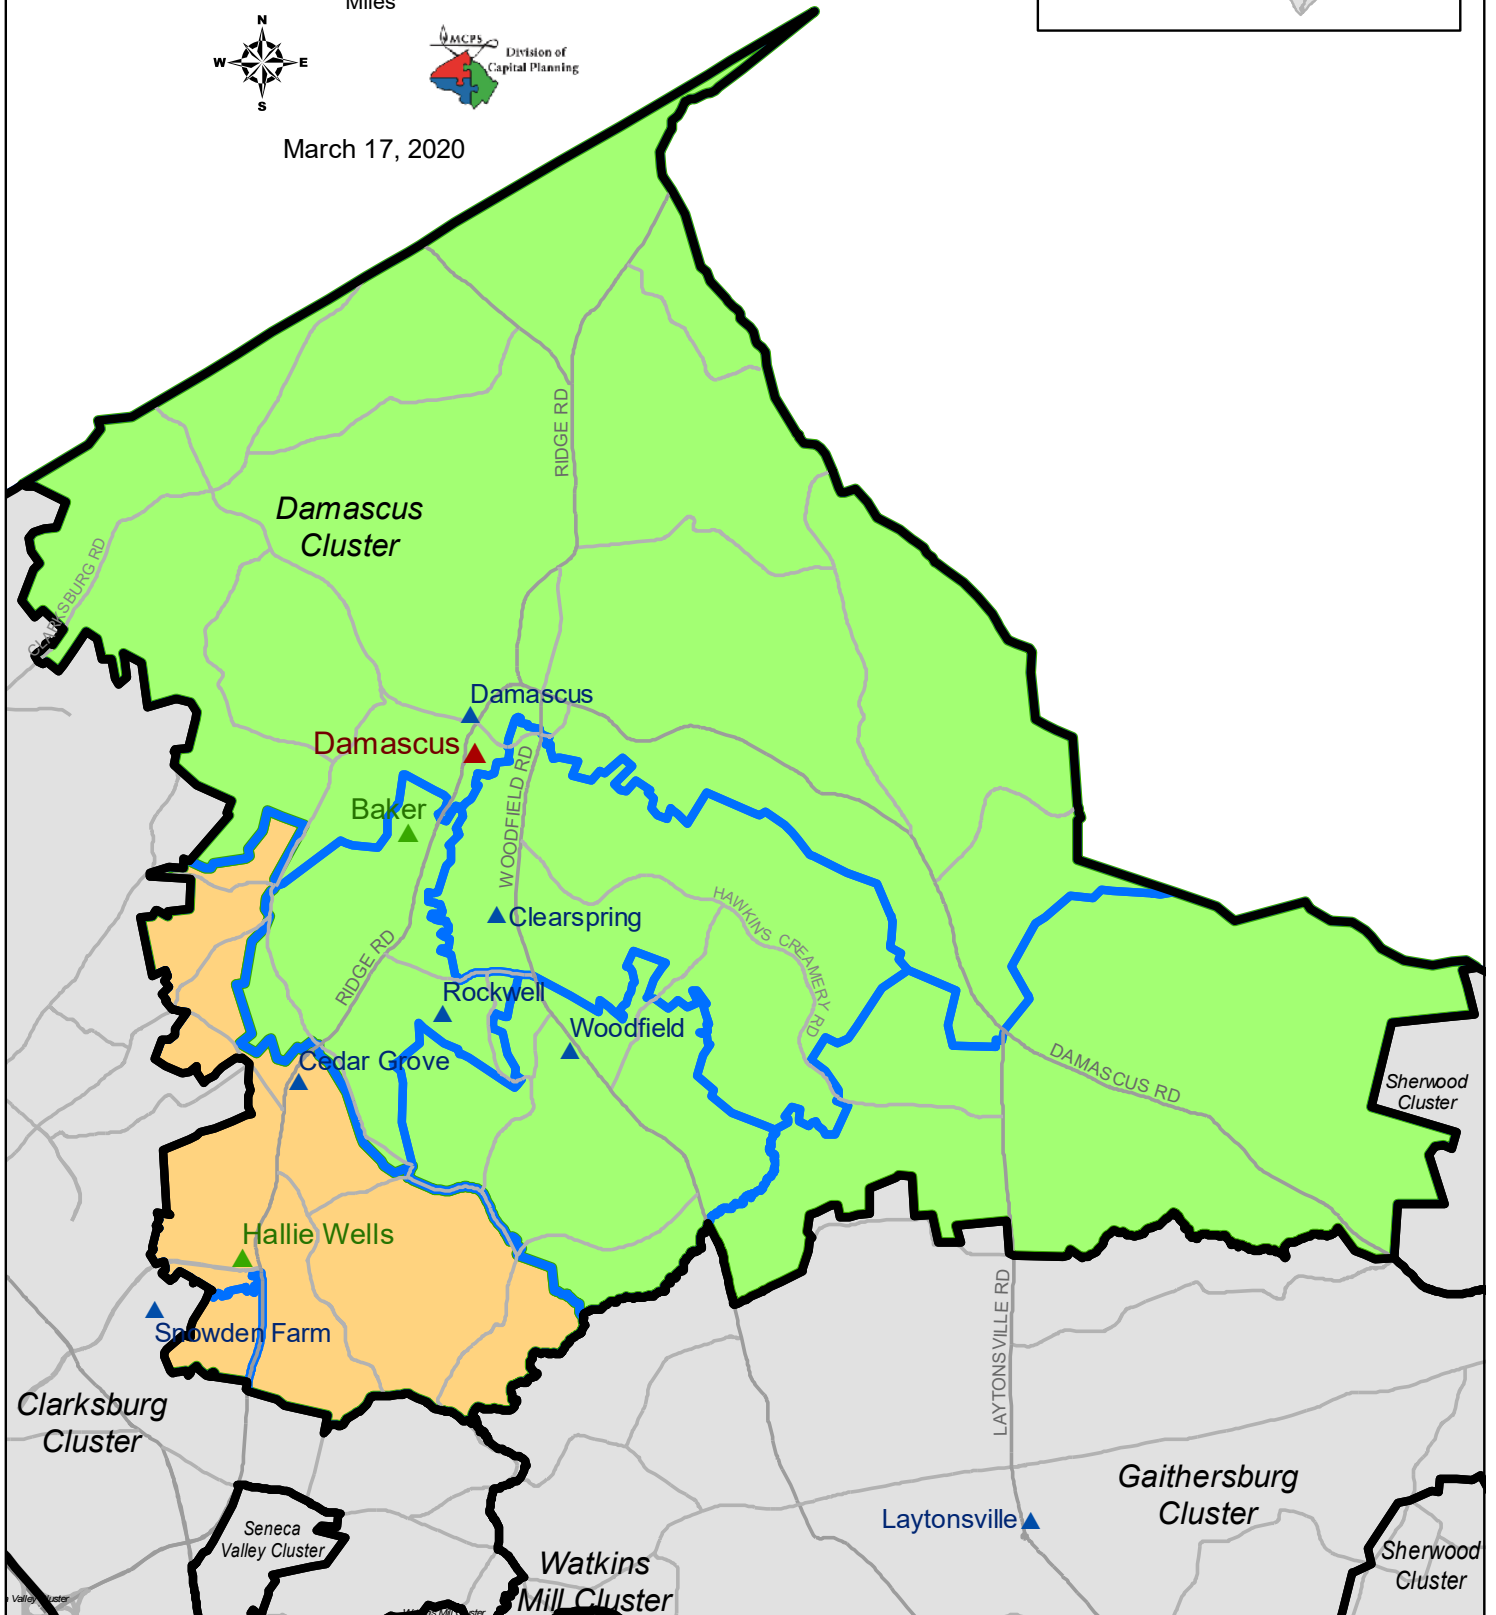 Miles
N
W E
S
MCPS
Division of
Capital Planning
March 17, 2020
RIDGE RD
Damascus
Cluster
CLARKSBURG RD
Damascus
Damascus
WOODFIELD RD
Baker
HAWKINS CREAMERY RD
Clearspring
RIDGE RD
Rockwell
Woodfield
Cedar Grove
DAMASCUS RD
Sherwood
Cluster
Hallie Wells
Snowden Farm
LAYTONSVILLE RD
Clarksburg
Cluster
Gaithersburg
Cluster
Laytonsville
Seneca
Valley Cluster
Watkins
Mill Cluster
Sherwood
Cluster